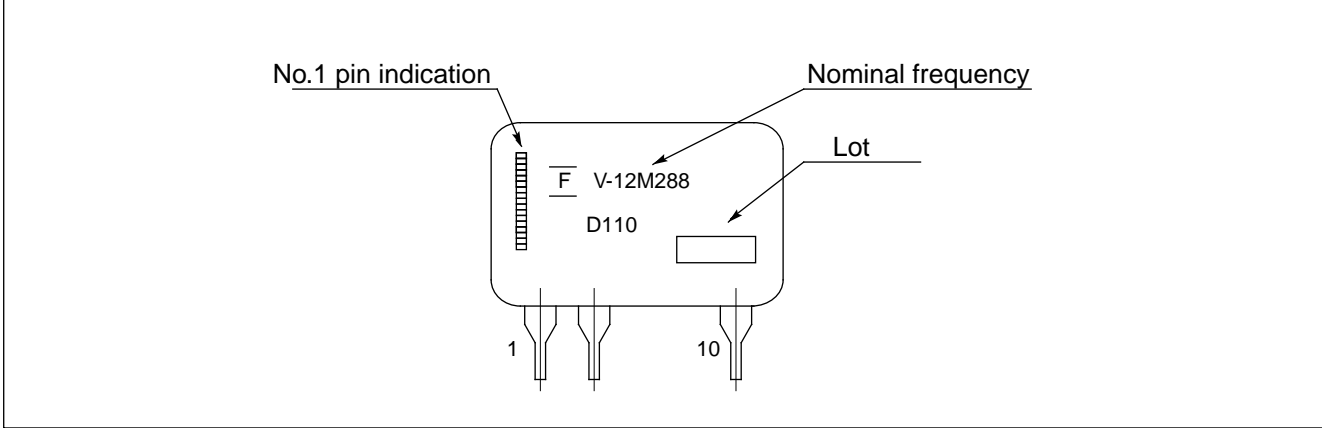 No.1 pin indication
Nominal frequency
Lot
F V-12M288
D110
1
10